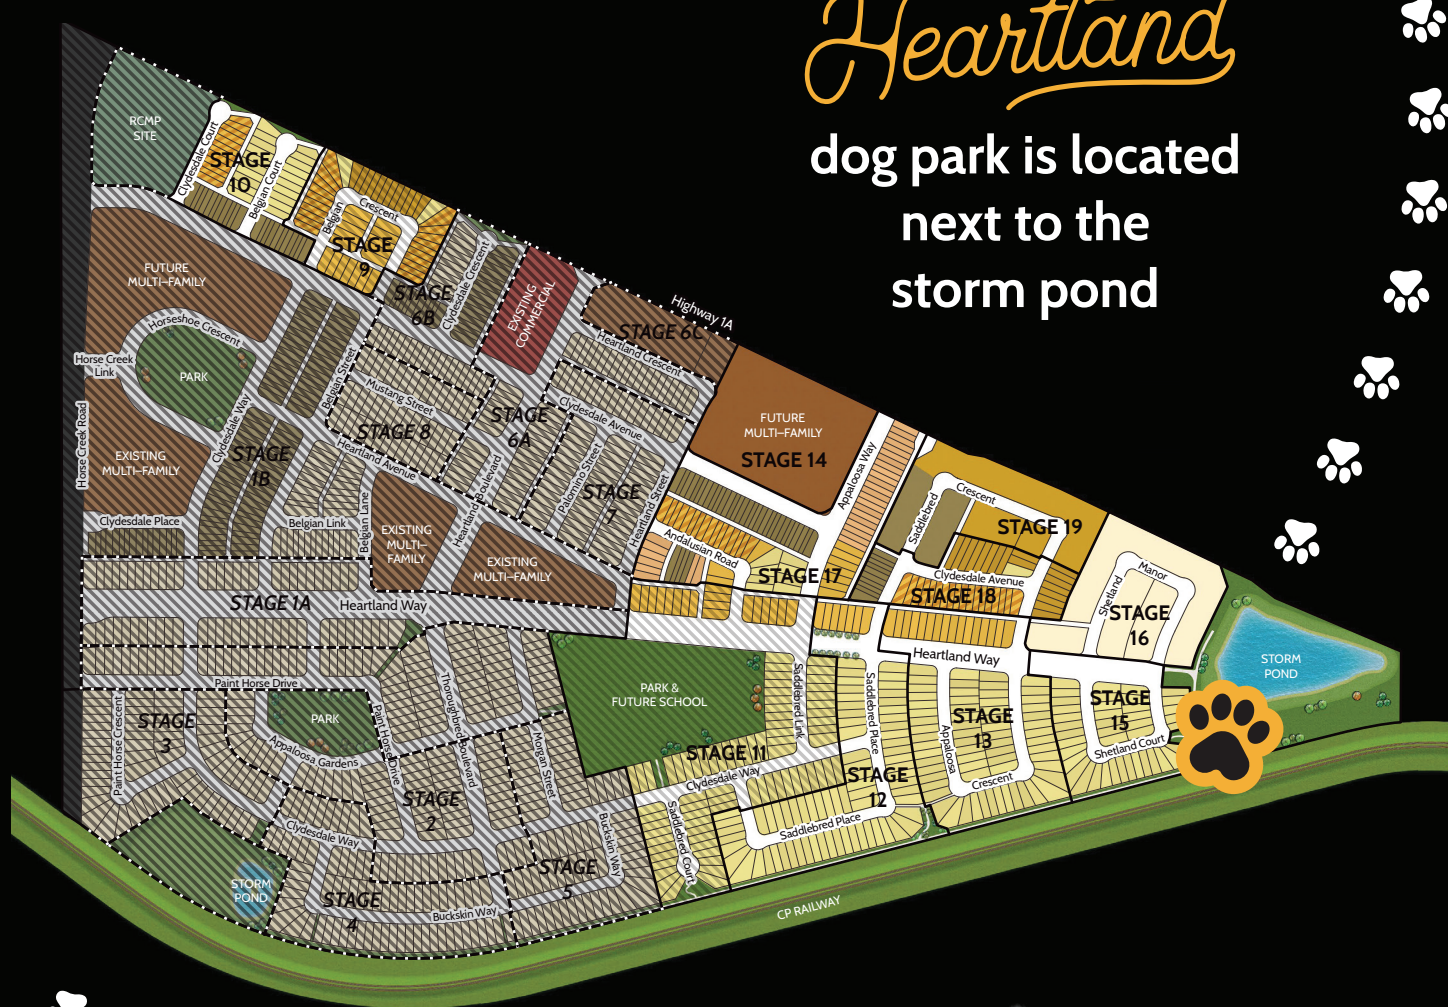 Heartland
dog park is located
next to the
storm pond
RCMP
SITE
Clydesdale Court
STAGE
10
Belgian Court
Belgian
Crescent
STAGE
9
STAGE
6B
Clydesdale Crescent
EXISTING
COMMERCIAL
Highway 1A
STAGE 6C
Heartland Crescent
FUTURE
MULTI–FAMILY
Horseshoe Crescent
Horse Creek
Link
PARK
Horse Creek Road
EXISTING
MULTI–FAMILY
Clydesdale Way
STAGE
1B
Belgian Street
Mustang Street
STAGE 8
Heartland Avenue
STAGE
6A
Clydesdale Avenue
Palomino Street
STAGE
7
Heartland Street
Heartland Boulevard
Clydesdale Place
Belgian Link
Belgian Lane
EXISTING
MULTI–
FAMILY
EXISTING
MULTI–FAMILY
FUTURE
MULTI–FAMILY
STAGE 14
Appaloosa Way
Saddlebred
Crescent
STAGE 19
Andalusian Road
STAGE 17
Clydesdale Avenue
STAGE 18
Shetland
Manor
STAGE
16
STORM
POND
STAGE 1A
Heartland Way
Heartland Way
Paint Horse Drive
PARK
Appaloosa Gardens
Paint Horse Crescent
STAGE
3
Paint Horse Drive
Thoroughbred Boulevard
STAGE
2
Morgan Street
PARK &
FUTURE SCHOOL
STAGE 11
Saddlebred Link
Clydesdale Way
Saddlebred Place
STAGE
12
Saddlebred Place
Saddlebred Court
Appaloosa
Crescent
STAGE
13
STAGE
15
Shetland Court
Clydesdale Way
Buckskin Way
STAGE
5
STORM
POND
STAGE
4
Buckskin Way
CP RAILWAY